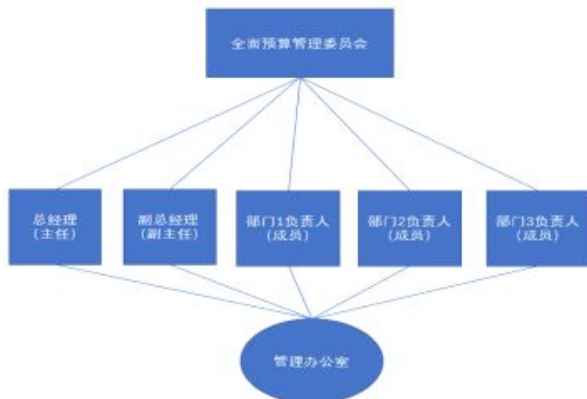 全面预算管理委员会
总经理
(主任)
副总经理
(副主任)
部门1负责人
(成员)
部门2负责人
(成员)
部门3负责人
(成员)
管理办公室